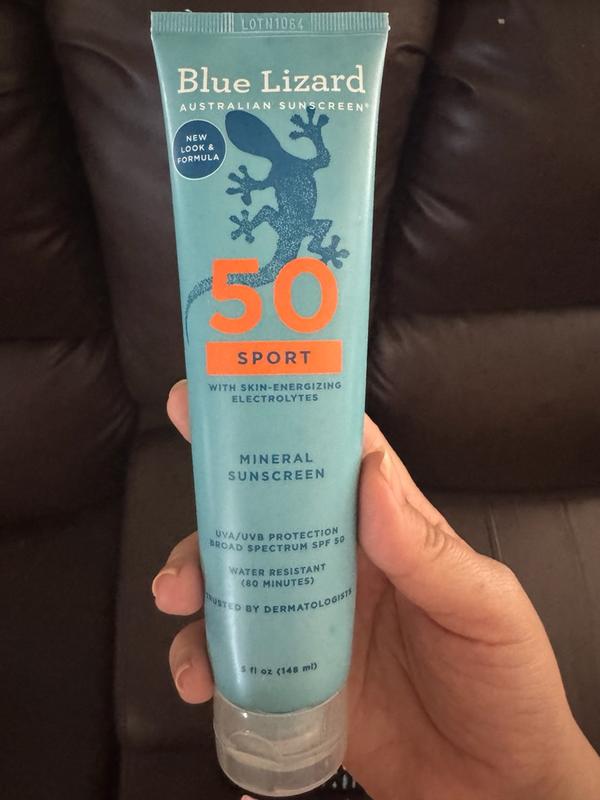 LOTN1064
Blue Lizard
AUSTRALIAN SUNSCREEN®
NEW
LOOK &
FORMULA
50
SPORT
WITH SKIN-ENERGIZING
ELECTROLYTES
MINERAL
SUNSCREEN
UVA/UVB PROTECTION
BROAD SPECTRUM SPF 50
WATER RESISTANT
(80 MINUTES)
TRUSTED BY DERMATOLOGISTS
5 fl oz (148 ml)